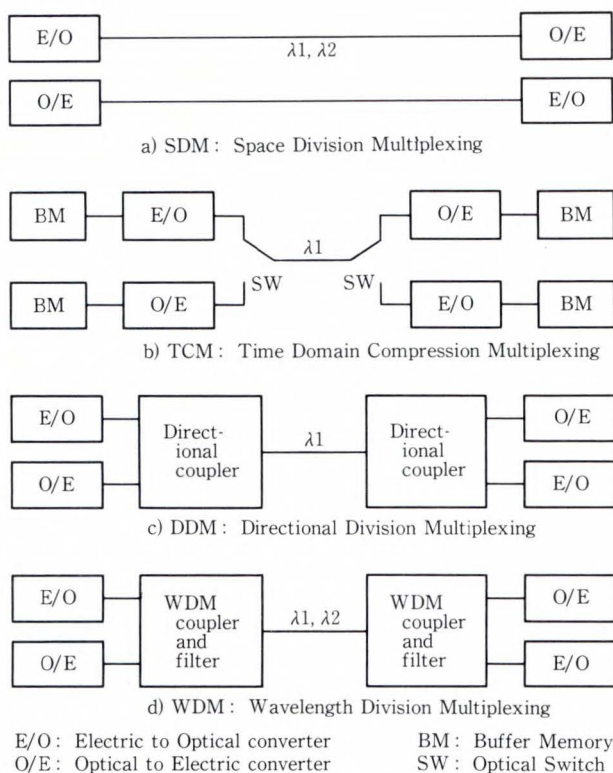 E/O O/E
λ1, λ2
O/E E/O
a) SDM : Space Division Multiplexing
BM E/O O/E BM
λ1
SW SW
BM O/E E/O BM
b) TCM : Time Domain Compression Multiplexing
E/O O/E
Direct-
ional
coupler
λ1
Direct-
ional
coupler
O/E E/O
c) DDM : Directional Division Multiplexing
E/O O/E
WDM
coupler
and
filter
λ1, λ2
WDM
coupler
and
filter
O/E E/O
d) WDM : Wavelength Division Multiplexing
E/O : Electric to Optical converter BM : Buffer Memory
O/E : Optical to Electric converter SW : Optical Switch